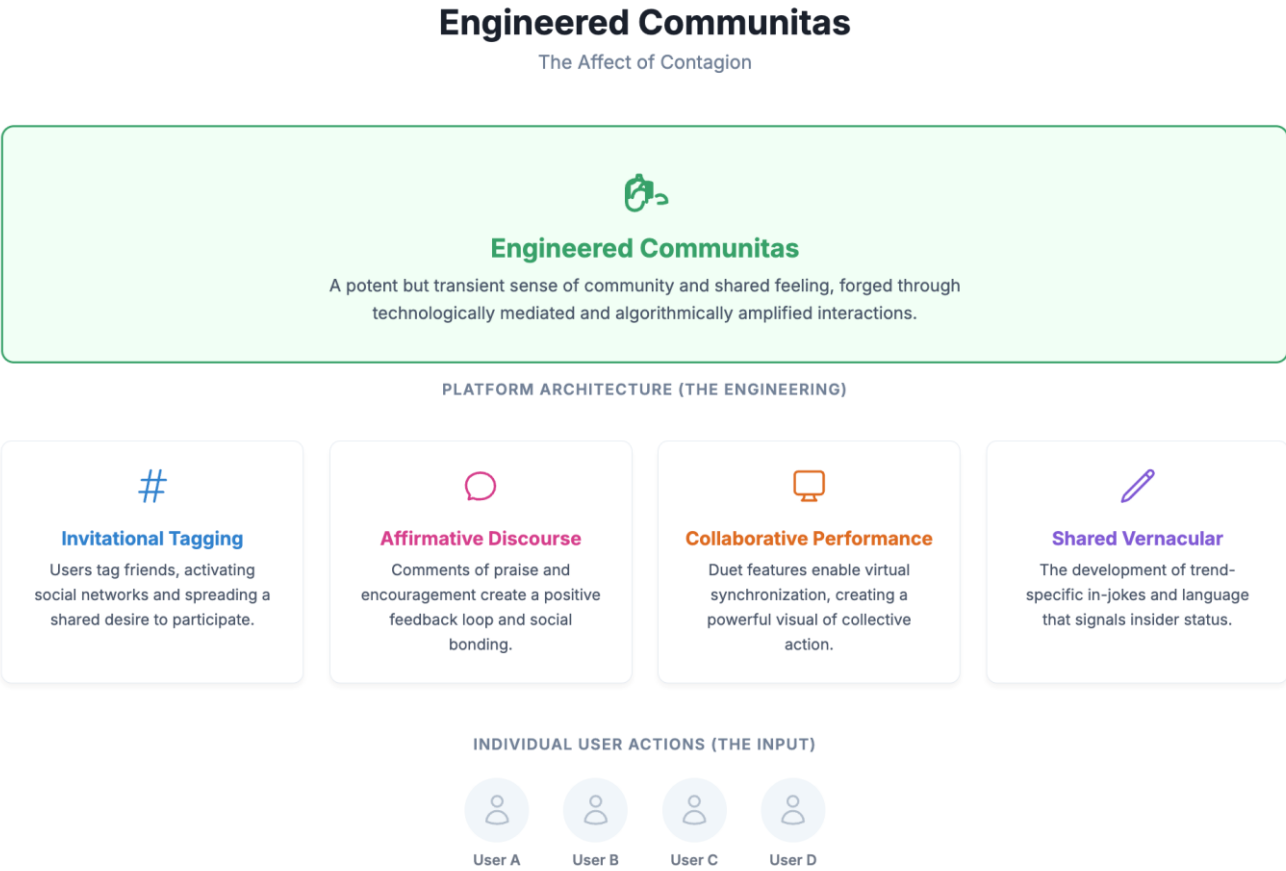 Engineered Communitas
The Affect of Contagion
Engineered Communitas
A potent but transient sense of community and shared feeling, forged through
technologically mediated and algorithmically amplified interactions.
PLATFORM ARCHITECTURE (THE ENGINEERING)
#
Invitational Tagging
Users tag friends, activating
social networks and spreading a
shared desire to participate.
Affirmative Discourse
Comments of praise and
encouragement create a positive
feedback loop and social
bonding.
Collaborative Performance
Duet features enable virtual
synchronization, creating a
powerful visual of collective
action.
Shared Vernacular
The development of trend-
specific in-jokes and language
that signals insider status.
INDIVIDUAL USER ACTIONS (THE INPUT)
User A
User B
User C
User D